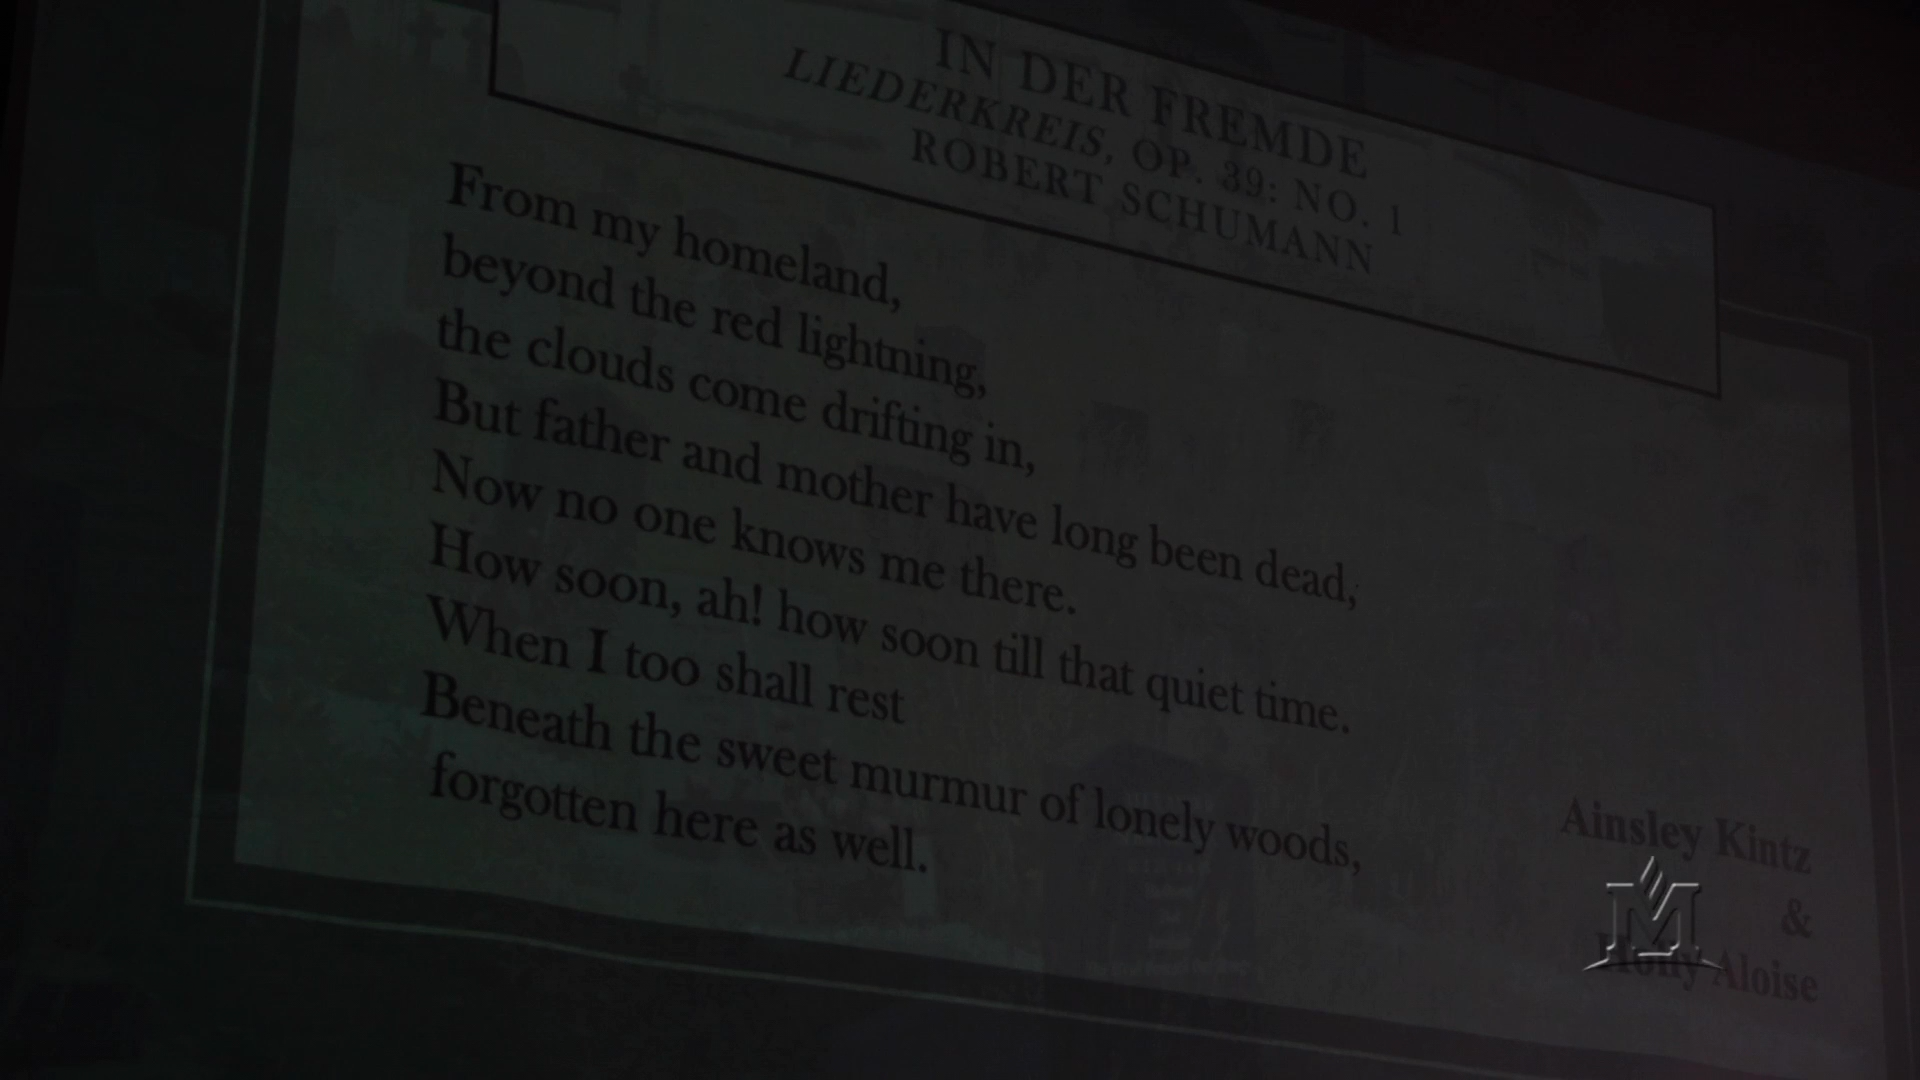 IN DER FREMDE
LIEDERKREIS, OP. 39: NO. 1
ROBERT SCHUMANN
From my homeland,
beyond the red lightning,
the clouds come drifting in,
But father and mother have long been dead,
Now no one knows me there.
How soon, ah! how soon till that quiet time.
When I too shall rest
Beneath the sweet murmur of lonely woods,
forgotten here as well.
Ainsley Kintz
&
Holly Aloise
M